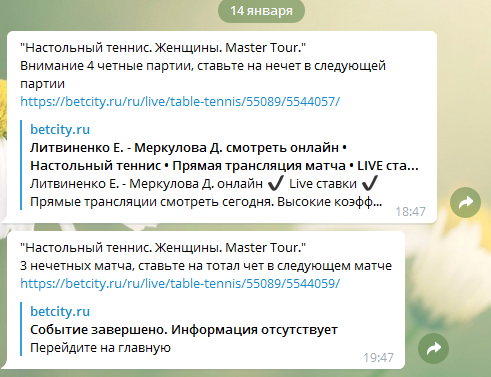 14 января
"Настольный теннис. Женщины. Master Tour."
Внимание 4 четные партии, ставьте на нечет в следующей
партии
https://betcity.ru/ru/live/table-tennis/55089/5544057/
betcity.ru
Литвиненко Е. - Меркулова Д. смотреть онлайн •
Настольный теннис • Прямая трансляция матча • LIVE ста...
Литвиненко Е. - Меркулова Д. онлайн ✔ Live ставки ✔
Прямые трансляции смотреть сегодня. Высокие коэфф...
18:47
"Настольный теннис. Женщины. Master Tour."
3 нечетных матча, ставьте на тотал чет в следующем матче
https://betcity.ru/ru/live/table-tennis/55089/5544059/
betcity.ru
Событие завершено. Информация отсутствует
Перейдите на главную
19:47